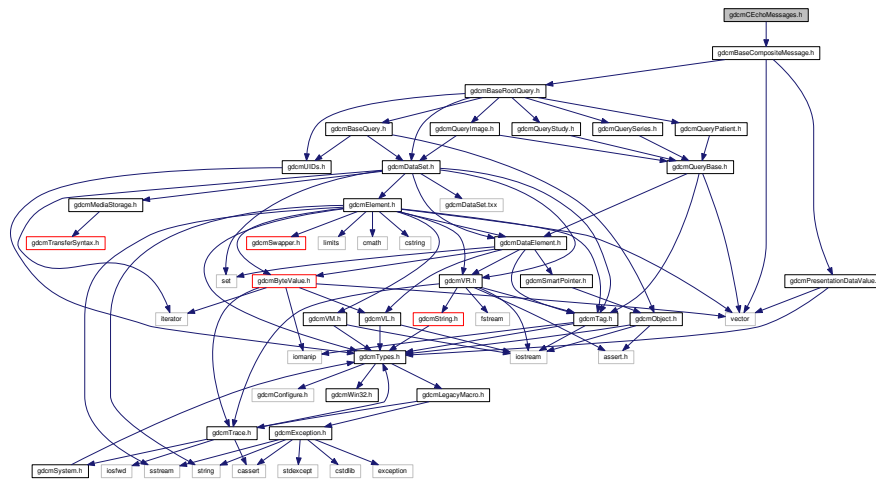 gdcmCEchoMessages.h
gdcmBaseCompositeMessage.h
gdcmBaseRootQuery.h
gdcmBaseQuery.h
gdcmQueryImage.h
gdcmQueryStudy.h
gdcmQuerySeries.h
gdcmQueryPatient.h
gdcmUIDs.h
gdcmDataSet.h
gdcmQueryBase.h
gdcmMediaStorage.h
gdcmElement.h
gdcmDataSet.txx
gdcmTransferSyntax.h
gdcmSwapper.h
limits
cmath
cstring
gdcmDataElement.h
set
gdcmByteValue.h
gdcmVR.h
gdcmSmartPointer.h
gdcmPresentationDataValue.
iterator
gdcmVM.h
gdcmVL.h
gdcmString.h
fstream
gdcmTag.h
gdcmObject.h
vector
iomanip
gdcmTypes.h
iostream
assert.h
gdcmConfigure.h
gdcmWin32.h
gdcmLegacyMacro.h
gdcmTrace.h
gdcmException.h
gdcmSystem.h
iosfwd
sstream
string
cassert
stdexcept
cstdlib
exception